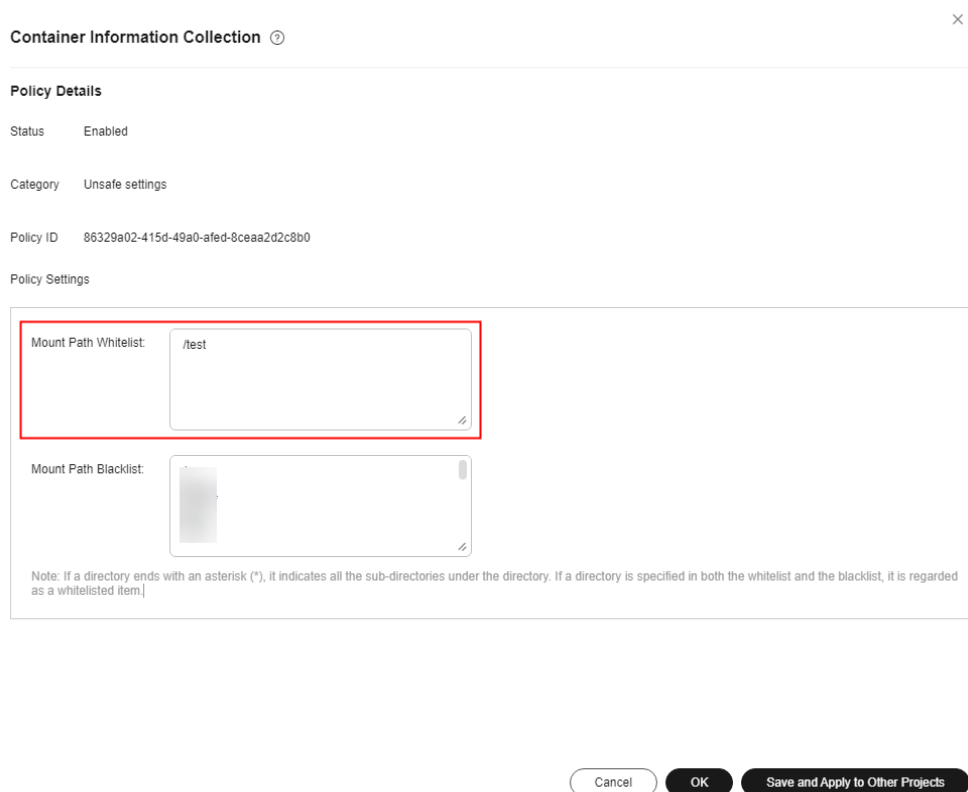 Container Information Collection
Policy Details
Status Enabled
Category Unsafe settings
Policy ID 86329a02-415d-49a0-afed-8ceaa2d2c8b0
Policy Settings
Mount Path Whitelist: /test
Mount Path Blacklist:
Note: If a directory ends with an asterisk (*), it indicates all the sub-directories under the directory. If a directory is specified in both the whitelist and the blacklist, it is regarded
as a whitelisted item.
Cancel OK Save and Apply to Other Projects